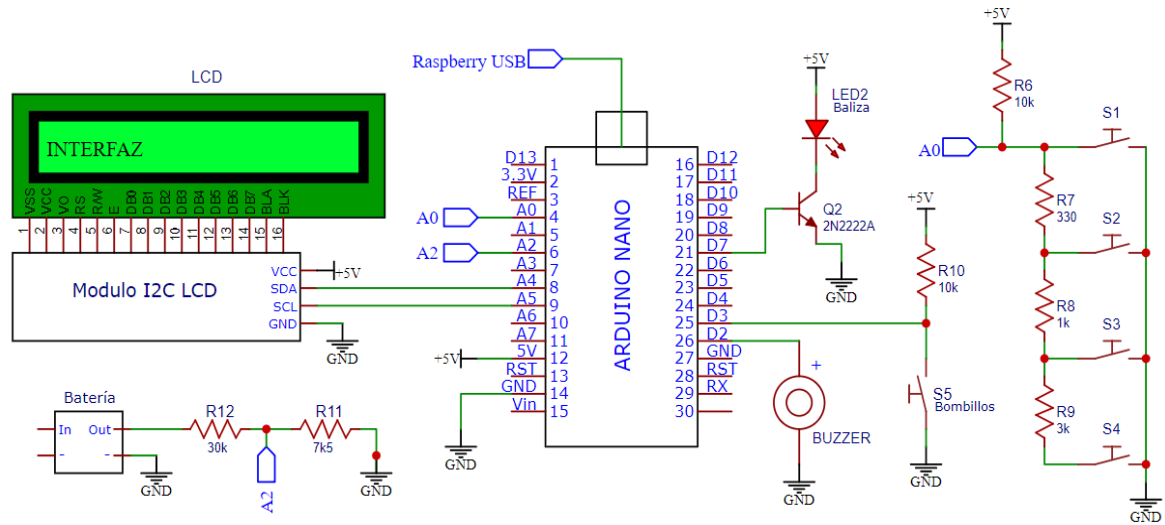 LCD
INTERFAZ
VSS
VCC
VO
RS
R/W
E
DB0
DB1
DB2
DB3
DB4
DB5
DB6
DB7
BLA
BLK
1
2
3
4
5
6
7
8
9
10
11
12
13
14
15
16
Modulo I2C LCD
VCC
SDA
SCL
GND
+5V
GND
Batería
In
Out
-
-
GND
R12
30k
R11
7k5
A2
GND
Raspberry USB
A0
A2
+5V
GND
ARDUINO NANO
D13 1
3.3V 2
REF 3
A0 4
A1 5
A2 6
A3 7
A4 8
A5 9
A6 10
A7 11
5V 12
RST 13
GND 14
Vin 15
16 D12
17 D11
18 D10
19 D9
20 D8
21 D7
22 D6
23 D5
24 D4
25 D3
26 D2
27 GND
28 RST
29 RX
30
+5V
LED2
Baliza
Q2
2N2222A
GND
+
BUZZER
GND
+5V
R10
10k
S5
Bombillos
GND
+5V
R6
10k
A0
S1
R7
330
S2
R8
1k
S3
R9
3k
S4
GND